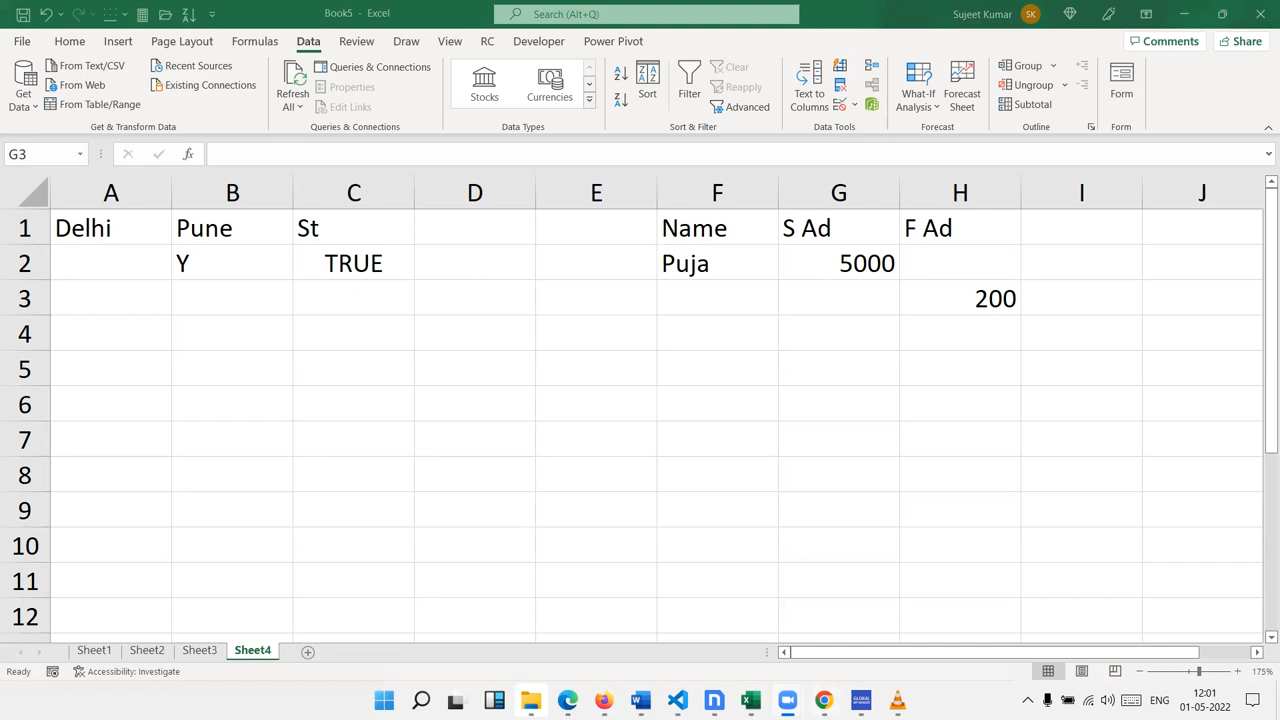 Book5 - Excel
Search (Alt+Q)
Sujeet Kumar
SK
File Home Insert Page Layout Formulas Data Review View RC Developer Help Power Pivot
Comments
Share
Get Data
From Text/CSV
From Web
From Table/Range
Recent Sources
Existing Connections
Get & Transform Data
Refresh All
Queries & Connections
Properties
Edit Links
Queries & Connections
Stocks
Currencies
Data Types
Sort
Filter
Clear
Reapply
Advanced
Sort & Filter
Text to Columns
Data Tools
What-If Analysis
Forecast Sheet
Forecast
Group
Ungroup
Subtotal
Outline
Form
Form
G3
fx
A B C D E F G H I J
1 Delhi Pune St Name S Ad F Ad
2 Y TRUE Puja 5000
3 200
4
5
6
7
8
9
10
11
12
Sheet1 Sheet2 Sheet3 Sheet4
Ready
Accessibility: Investigate
175%
ENG
12:01
01-05-2022